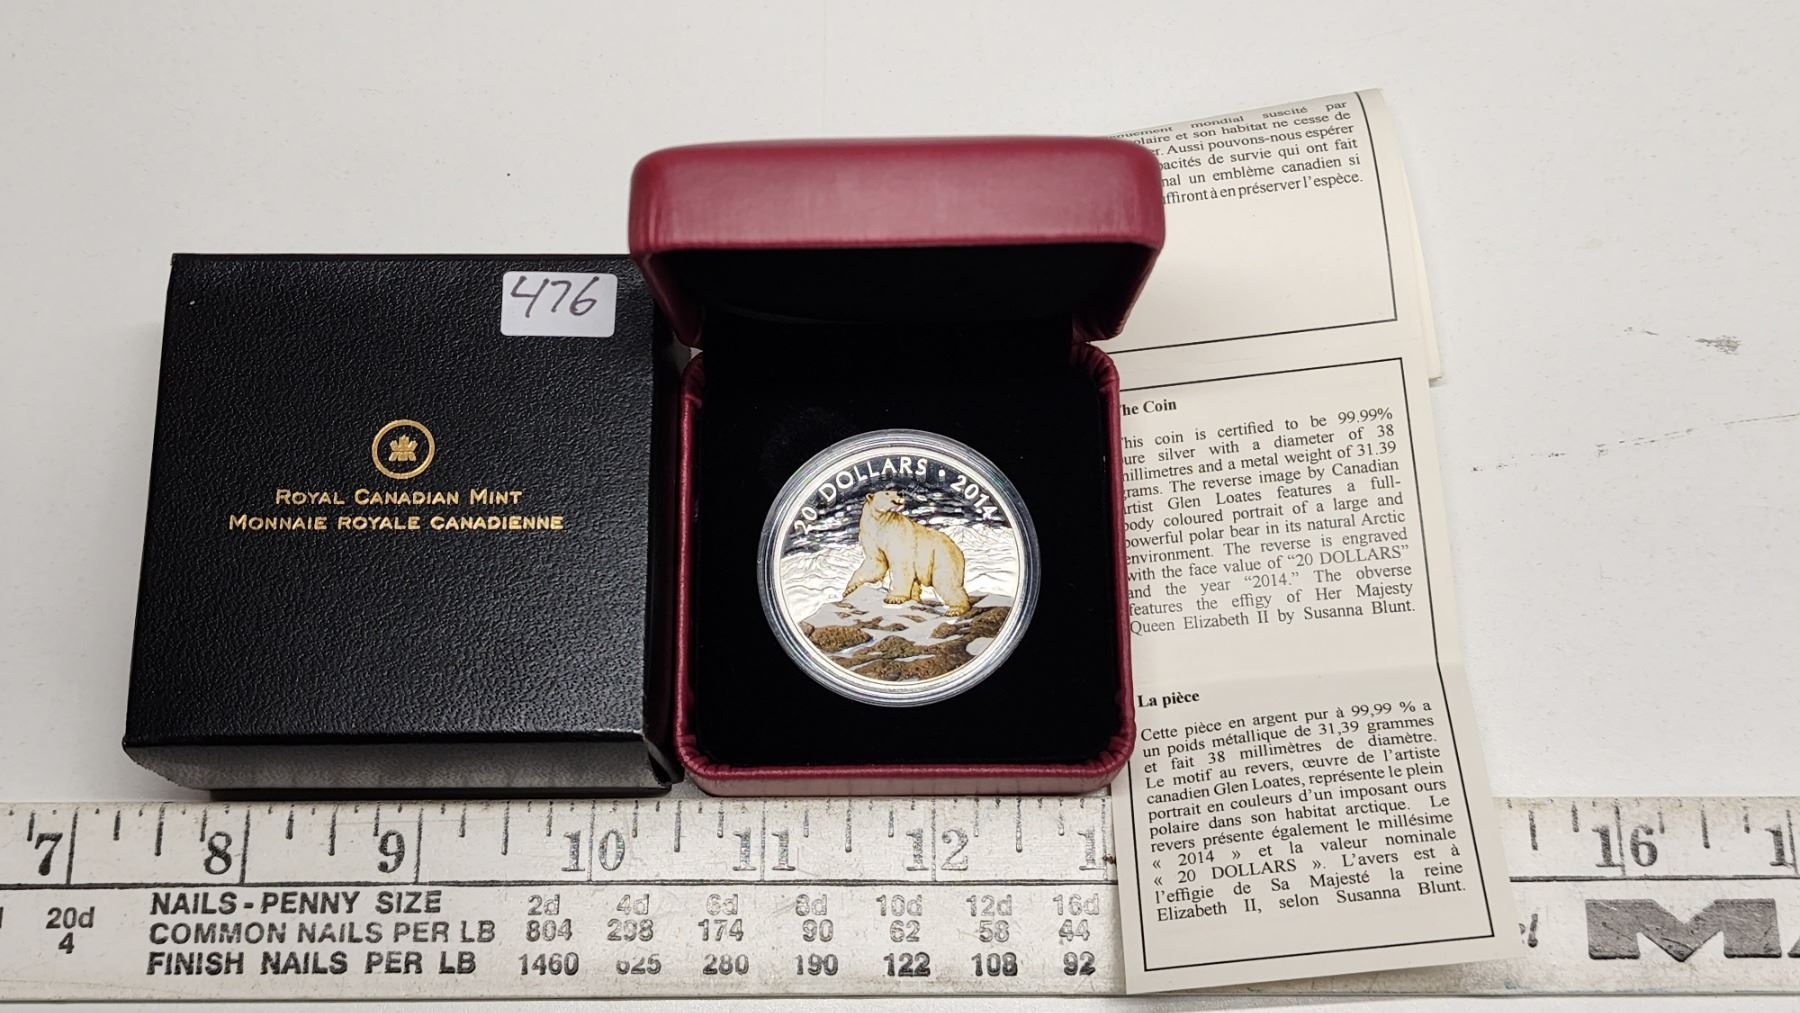 476
ROYAL CANADIAN MINT
MONNAIE ROYALE CANADIENNE
20 DOLLARS • 2014
mondial suscité par
et son habitat ne cesse de
Aussi pouvons-nous espérer
de survie qui ont fait
un emblème canadien si
à en préserver l'espèce.
he Coin
his coin is certified to be 99.99%
ure silver with a diameter of 38
millimetres and a metal weight of 31.39
grams. The reverse image by Canadian
artist Glen Loates features a full-
body coloured portrait of a large and
powerful polar bear in its natural Arctic
environment. The reverse is engraved
with the face value of “20 DOLLARS”
and the year “2014.” The obverse
features the effigy of Her Majesty
Queen Elizabeth II by Susanna Blunt.
La pièce
Cette pièce en argent pur à 99,99 % a
un poids métallique de 31,39 grammes
et fait 38 millimètres de diamètre.
Le motif au revers, œuvre de l’artiste
canadien Glen Loates, représente le plein
portrait en couleurs d’un imposant ours
polaire dans son habitat arctique. Le
revers présente également le millésime
« 2014 » et la valeur nominale
« 20 DOLLARS ». L’avers est à
l’effigie de Sa Majesté la reine
Elizabeth II, selon Susanna Blunt.
7 8 9 10 11 12 1 16 1
NAILS - PENNY SIZE 2d 4d 6d 8d 10d 12d 16d
20d COMMON NAILS PER LB 804 298 174 90 62 58 44
4 FINISH NAILS PER LB 1460 625 280 190 122 108 92